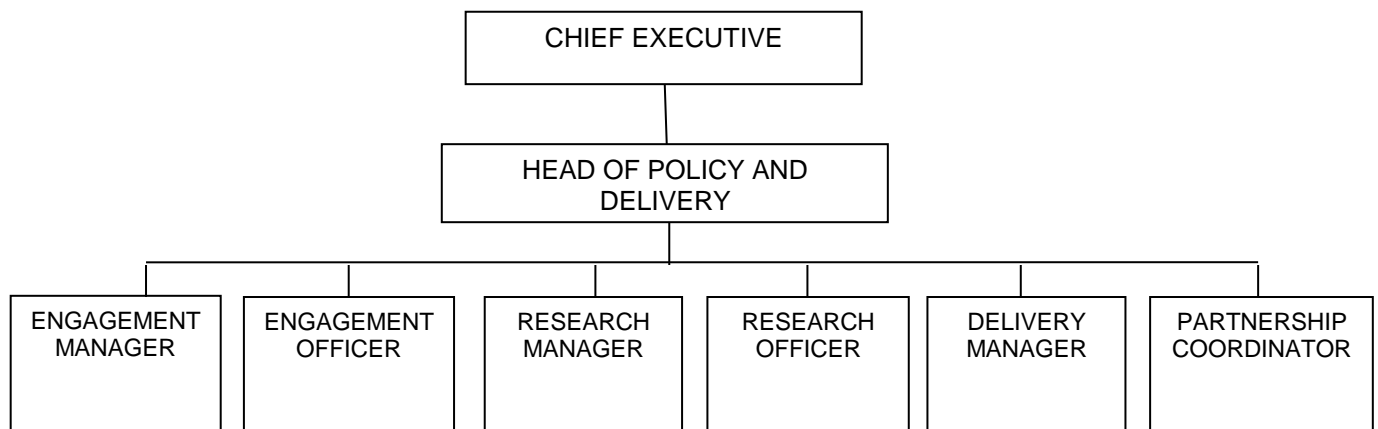 CHIEF EXECUTIVE
HEAD OF POLICY AND
DELIVERY
ENGAGEMENT
MANAGER
ENGAGEMENT
OFFICER
RESEARCH
MANAGER
RESEARCH
OFFICER
DELIVERY
MANAGER
PARTNERSHIP
COORDINATOR